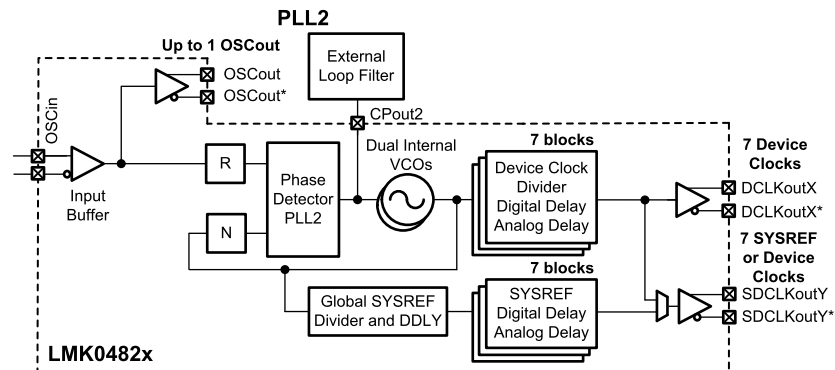 PLL2
Up to 1 OSCout
OSCout
OSCout*
External
Loop Filter
CPout2
OSCin
Input
Buffer
R
N
Phase
Detector
PLL2
Dual Internal
VCOs
7 blocks
Device Clock
Divider
Digital Delay
Analog Delay
7 Device
Clocks
DCLKoutX
DCLKoutX*
7 SYSREF
or Device
Clocks
SDCLKoutY
SDCLKoutY*
Global SYSREF
Divider and DDLY
7 blocks
SYSREF
Digital Delay
Analog Delay
LMK0482x